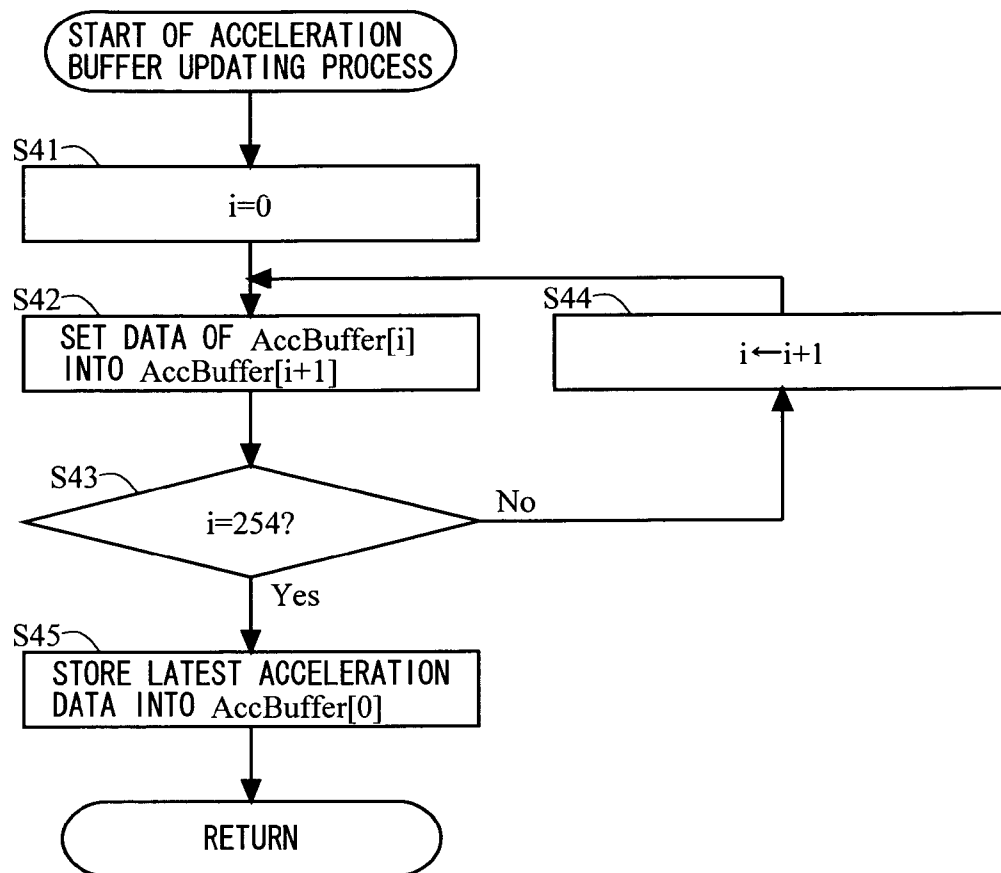 START OF ACCELERATION
BUFFER UPDATING PROCESS
S41
i=0
S42
SET DATA OF AccBuffer[i]
INTO AccBuffer[i+1]
S44
i←i+1
S43
i=254?
No
Yes
S45
STORE LATEST ACCELERATION
DATA INTO AccBuffer[0]
RETURN